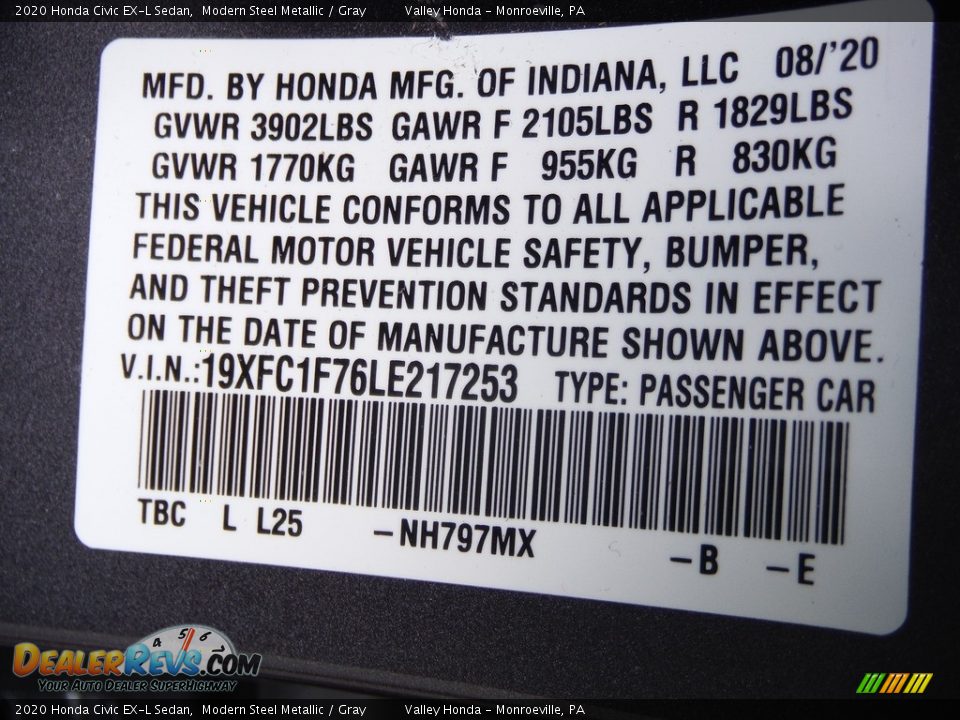 2020 Honda Civic EX-L Sedan,  Modern Steel Metallic / Gray          Valley Honda - Monroeville, PA
MFD. BY HONDA MFG. OF INDIANA, LLC   08/'20
GVWR 3902LBS  GAWR F 2105LBS  R 1829LBS
GVWR 1770KG   GAWR F   955KG   R   830KG
THIS VEHICLE CONFORMS TO ALL APPLICABLE
FEDERAL MOTOR VEHICLE SAFETY, BUMPER,
AND THEFT PREVENTION STANDARDS IN EFFECT
ON THE DATE OF MANUFACTURE SHOWN ABOVE.
V.I.N.:19XFC1F76LE217253   TYPE: PASSENGER CAR
TBC   L  L25      -NH797MX            -B    -E
4 5 6
DEALERREVS.COM
YOUR AUTO DEALER SUPERHIGHWAY
2020 Honda Civic EX-L Sedan,  Modern Steel Metallic / Gray          Valley Honda - Monroeville, PA